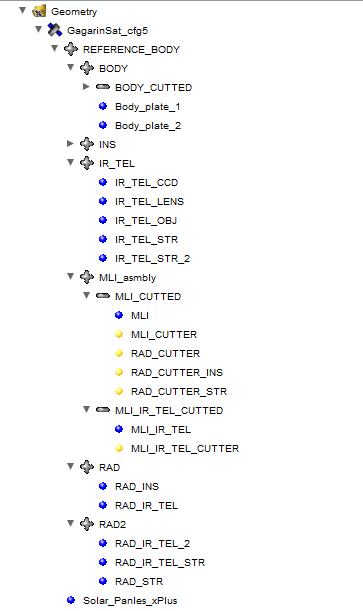 Geometry
GagarinSat_cfg5
REFERENCE_BODY
BODY
BODY_CUTTED
Body_plate_1
Body_plate_2
INS
IR_TEL
IR_TEL_CCD
IR_TEL_LENS
IR_TEL_OBJ
IR_TEL_STR
IR_TEL_STR_2
MLI_asmbly
MLI_CUTTED
MLI
MLI_CUTTER
RAD_CUTTER
RAD_CUTTER_INS
RAD_CUTTER_STR
MLI_IR_TEL_CUTTED
MLI_IR_TEL
MLI_IR_TEL_CUTTER
RAD
RAD_INS
RAD_IR_TEL
RAD2
RAD_IR_TEL_2
RAD_IR_TEL_STR
RAD_STR
Solar_Panles_xPlus